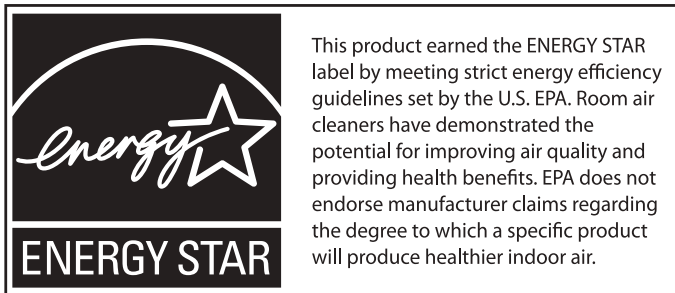 energy
ENERGY STAR
This product earned the ENERGY STAR
label by meeting strict energy efficiency
guidelines set by the U.S. EPA. Room air
cleaners have demonstrated the
potential for improving air quality and
providing health benefits. EPA does not
endorse manufacturer claims regarding
the degree to which a specific product
will produce healthier indoor air.